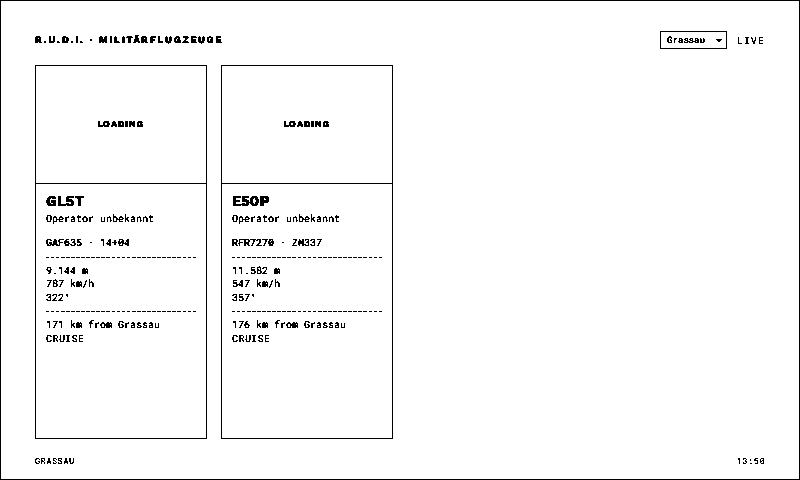 R.U.D.I. · MILITÄRFLUGZEUGE
Grassau
LIVE
LOADING
GL5T
Operator unbekannt
GAF635 · 14+04
9.144 m
787 km/h
322°
171 km from Grassau
CRUISE
LOADING
E50P
Operator unbekannt
RFR7270 · ZM337
11.582 m
547 km/h
357°
176 km from Grassau
CRUISE
GRASSAU
13:50